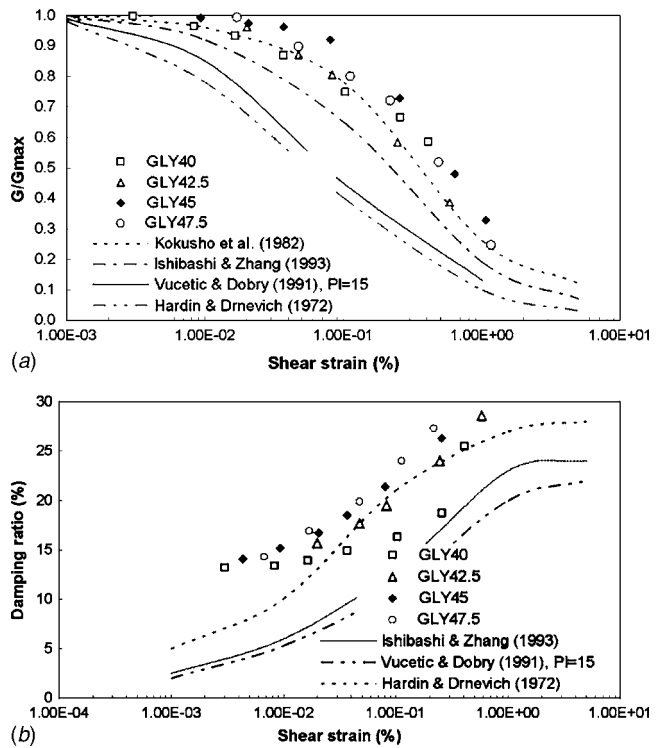 1.0
0.9
0.8
0.7
0.6
0.5
0.4
0.3
0.2
0.1
0.0
G/Gmax
GLY40
GLY42.5
GLY45
GLY47.5
Kokusho et al. (1982)
Ishibashi & Zhang (1993)
Vucetic & Dobry (1991), PI=15
Hardin & Drnevich (1972)
1.00E-03 1.00E-02 1.00E-01 1.00E+00 1.00E+01
(a) Shear strain (%)
30
25
20
15
10
5
0
Damping ratio (%)
GLY40
GLY42.5
GLY45
GLY47.5
Ishibashi & Zhang (1993)
Vucetic & Dobry (1991), PI=15
Hardin & Drnevich (1972)
1.00E-04 1.00E-03 1.00E-02 1.00E-01 1.00E+00 1.00E+01
(b) Shear strain (%)